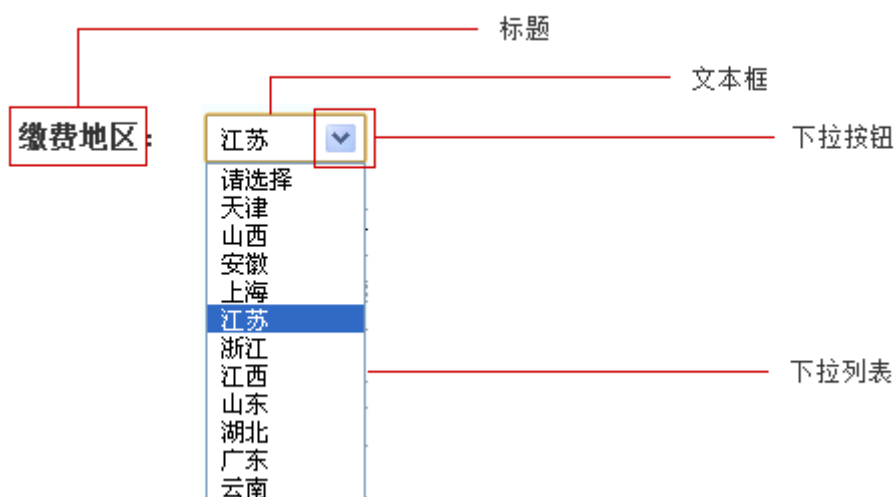 标题
文本框
缴费地区：
江苏
下拉按钮
请选择
天津
山西
安徽
上海
江苏
浙江
江西
下拉列表
山东
湖北
广东
云南